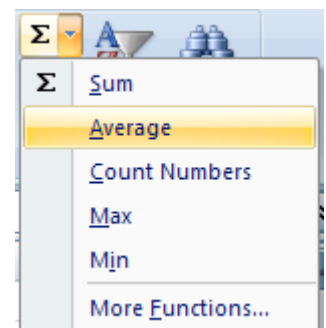 Σ
Σ Sum
Average
Count Numbers
Max
Min
More Functions...